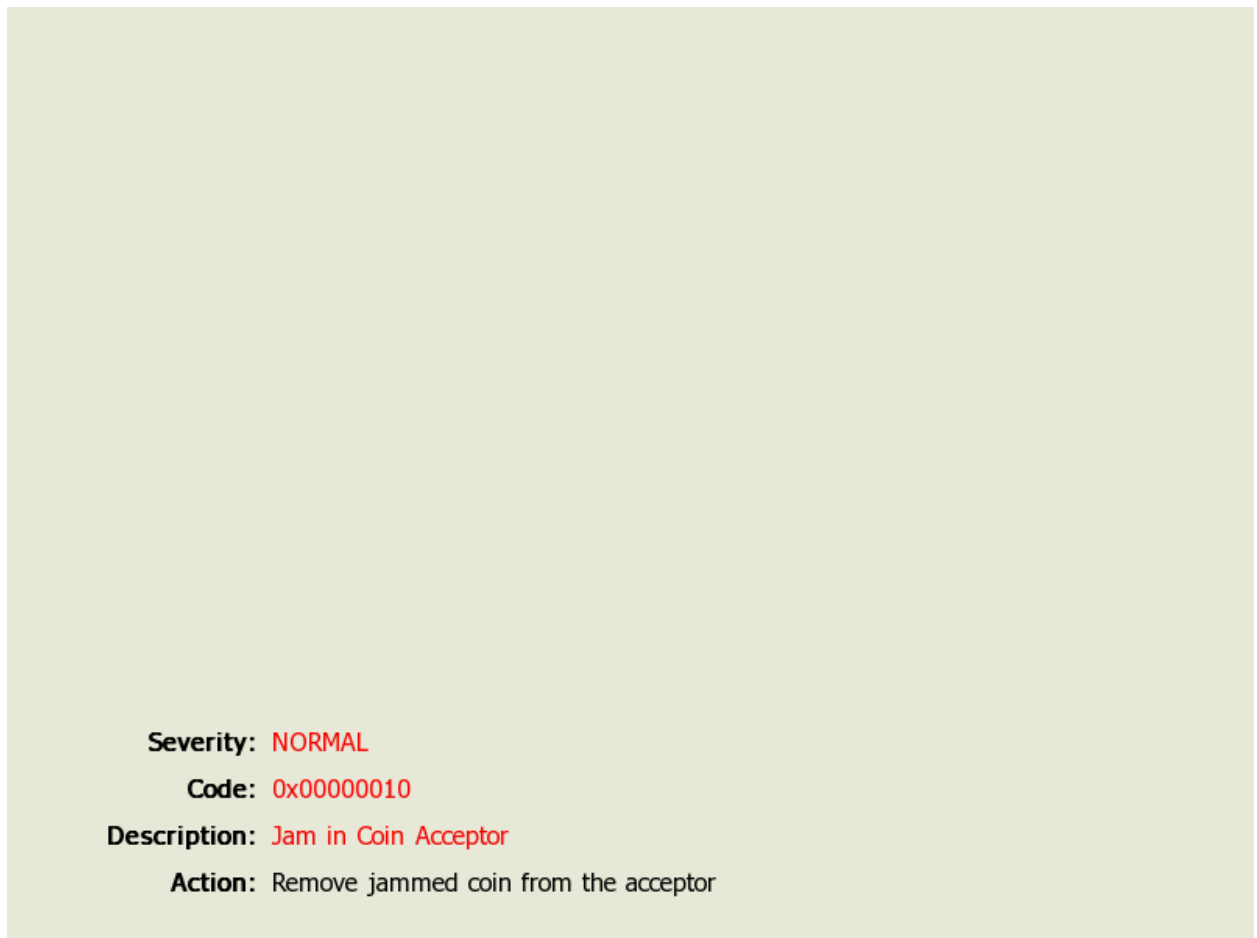 Severity: NORMAL
Code: 0x00000010
Description: Jam in Coin Acceptor
Action: Remove jammed coin from the acceptor